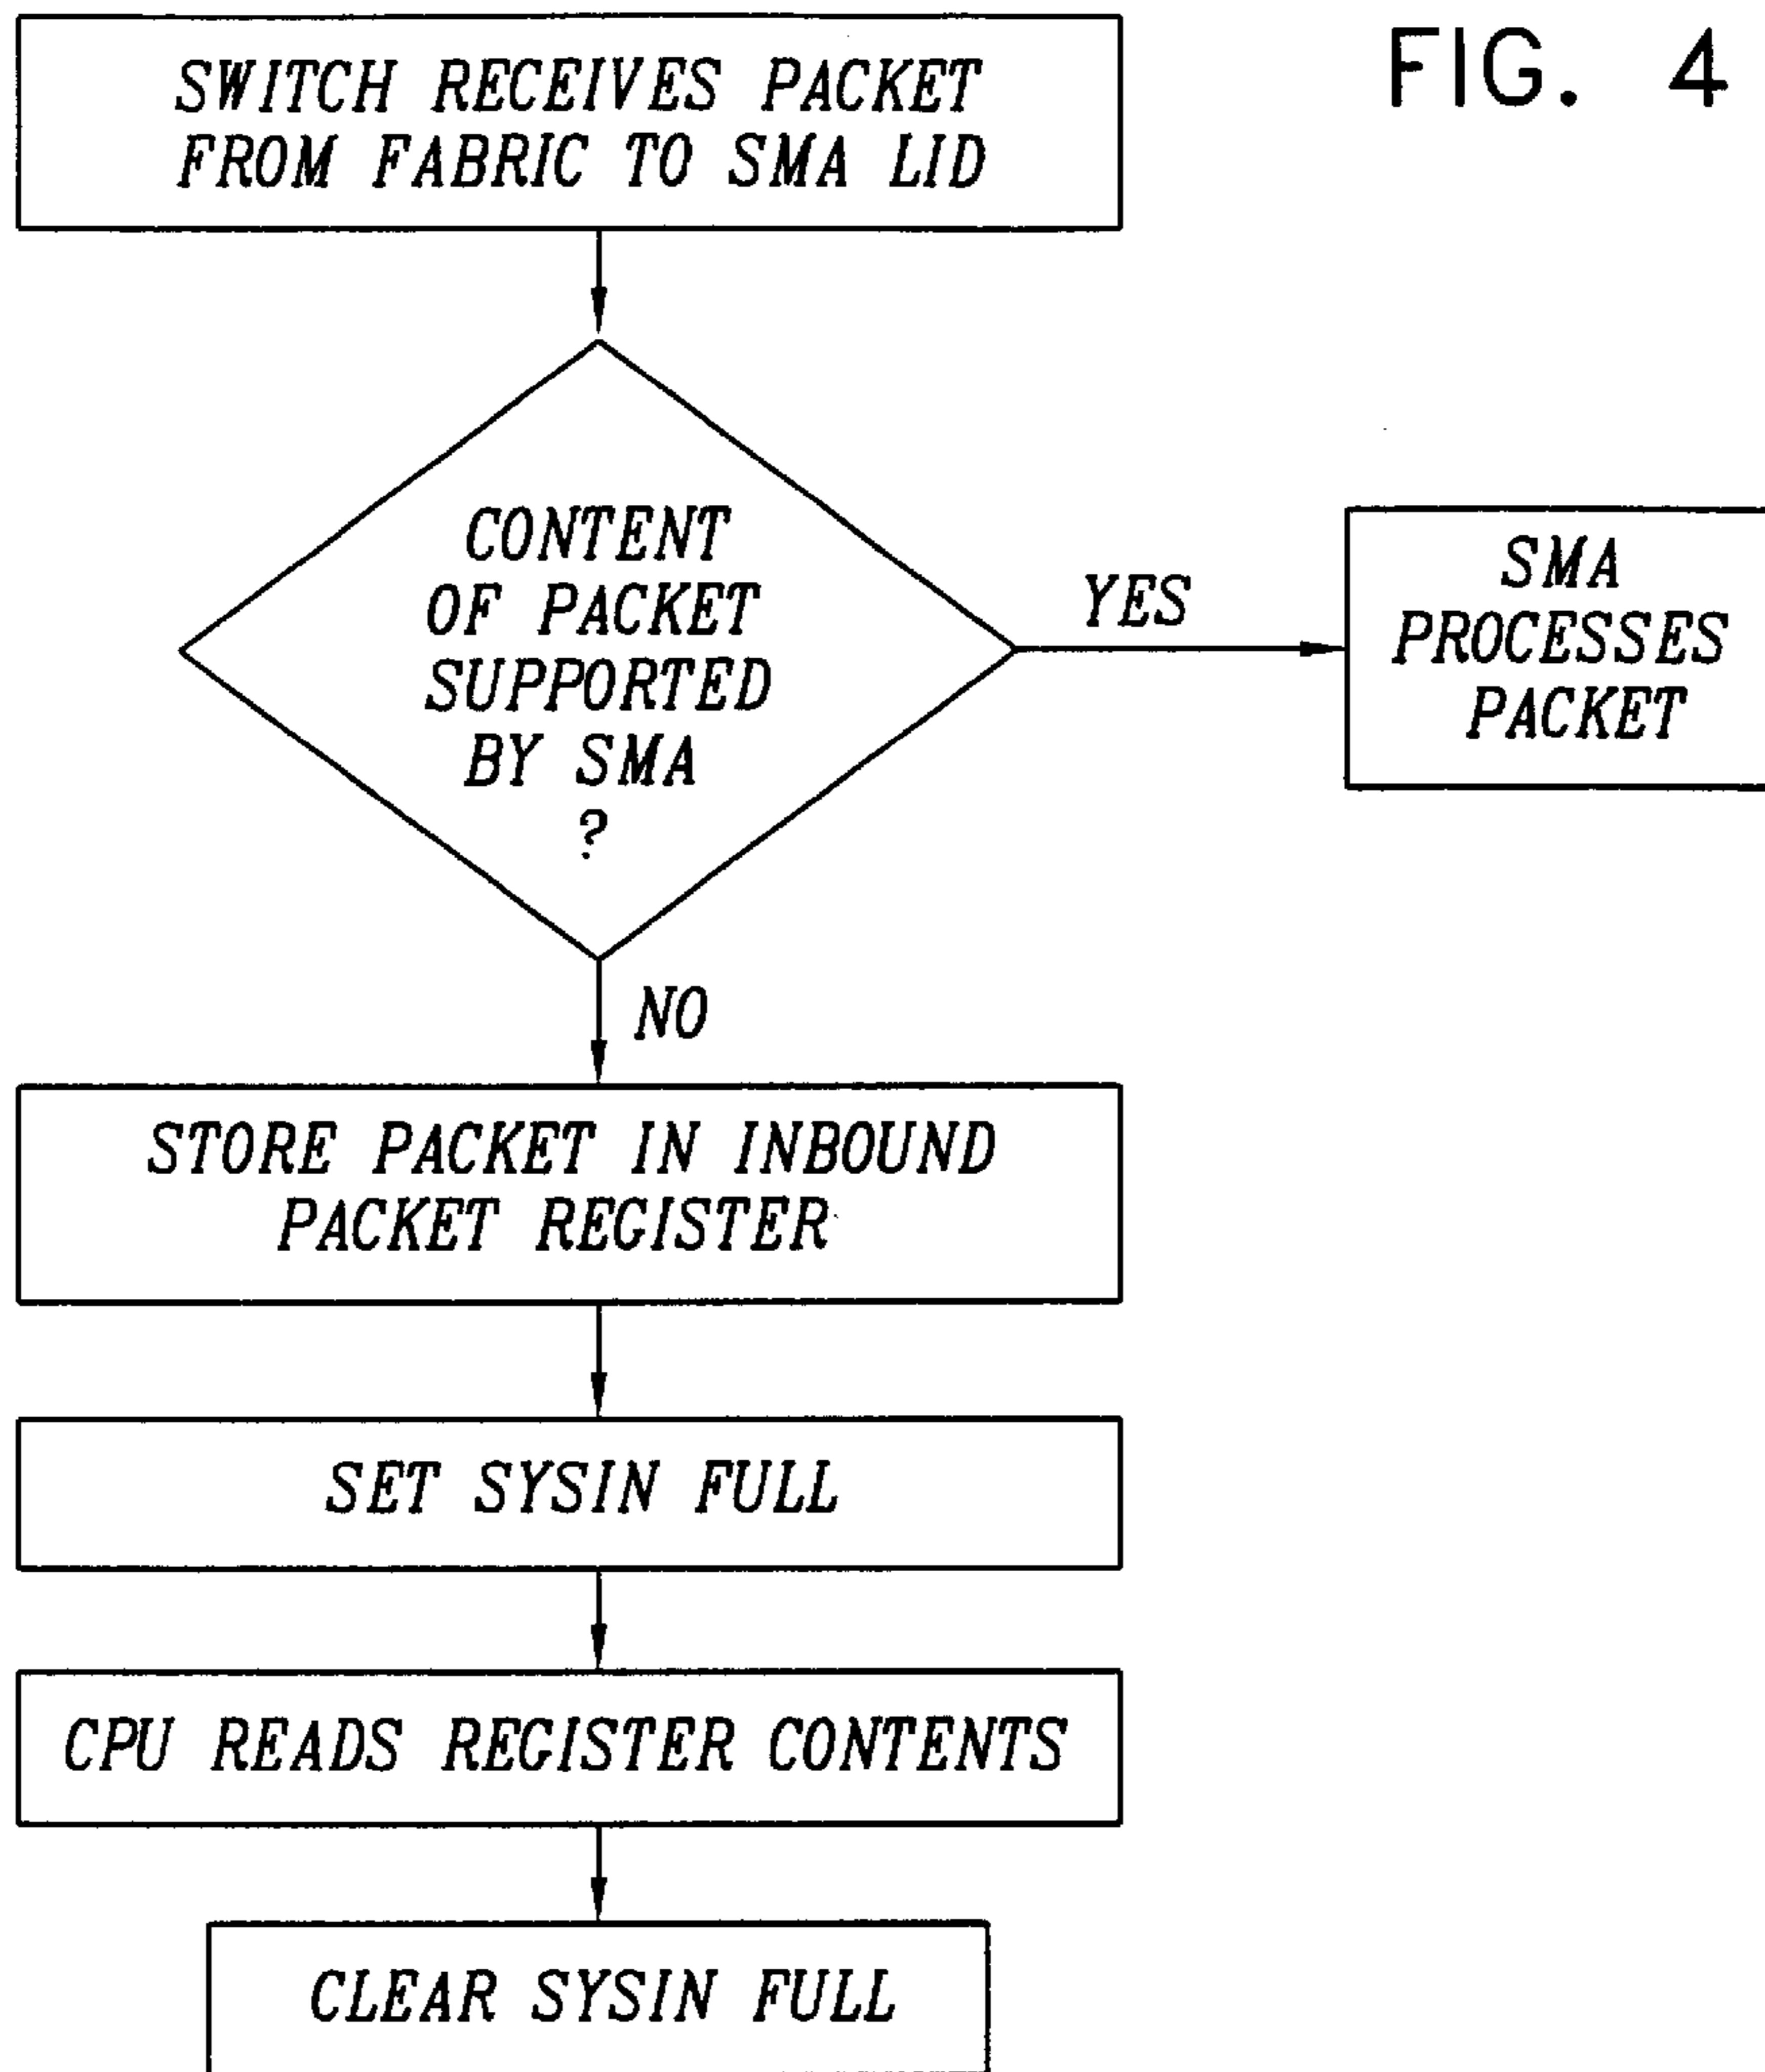 FIG. 4
SWITCH RECEIVES PACKET
FROM FABRIC TO SMA LID
CONTENT
OF PACKET
SUPPORTED
BY SMA
?
YES
SMA
PROCESSES
PACKET
NO
STORE PACKET IN INBOUND
PACKET REGISTER
SET SYSIN FULL
CPU READS REGISTER CONTENTS
CLEAR SYSIN FULL